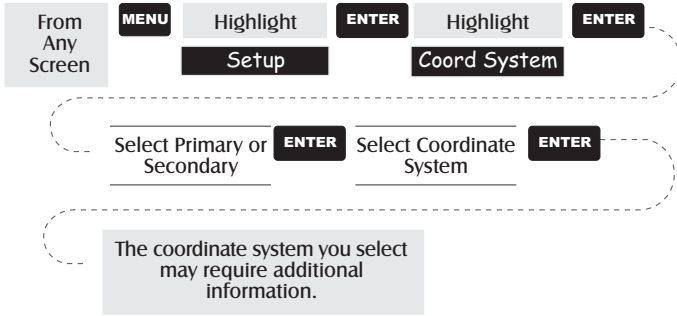 From
Any
Screen
MENU
Highlight
Setup
ENTER
Highlight
Coord System
ENTER
Select Primary or
Secondary
ENTER
Select Coordinate
System
ENTER
The coordinate system you select
may require additional
information.